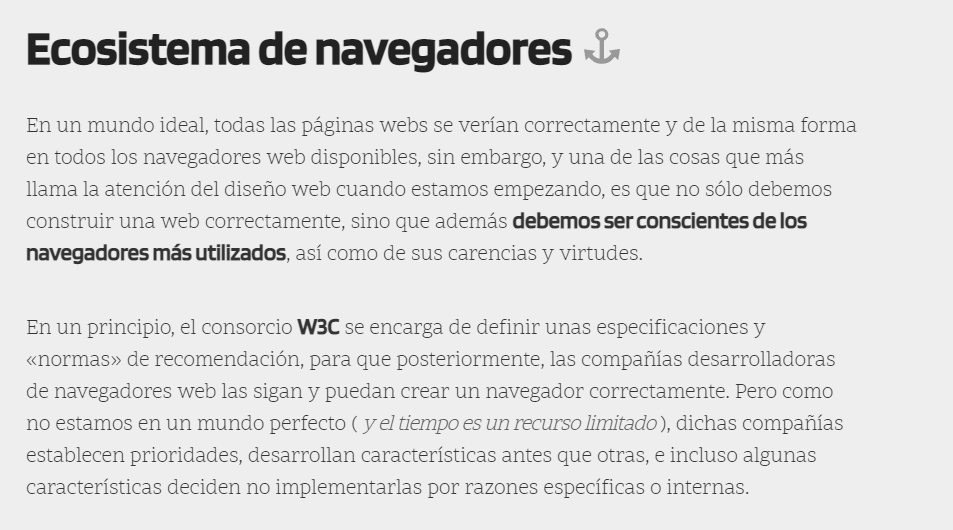 Ecosistema de navegadores
En un mundo ideal, todas las páginas webs se verían correctamente y de la misma forma
en todos los navegadores web disponibles, sin embargo, y una de las cosas que más
llama la atención del diseño web cuando estamos empezando, es que no sólo debemos
construir una web correctamente, sino que además debemos ser conscientes de los
navegadores más utilizados, así como de sus carencias y virtudes.
En un principio, el consorcio W3C se encarga de definir unas especificaciones y
«normas» de recomendación, para que posteriormente, las compañías desarrolladoras
de navegadores web las sigan y puedan crear un navegador correctamente. Pero como
no estamos en un mundo perfecto ( y el tiempo es un recurso limitado ), dichas compañías
establecen prioridades, desarrollan características antes que otras, e incluso algunas
características deciden no implementarlas por razones específicas o internas.